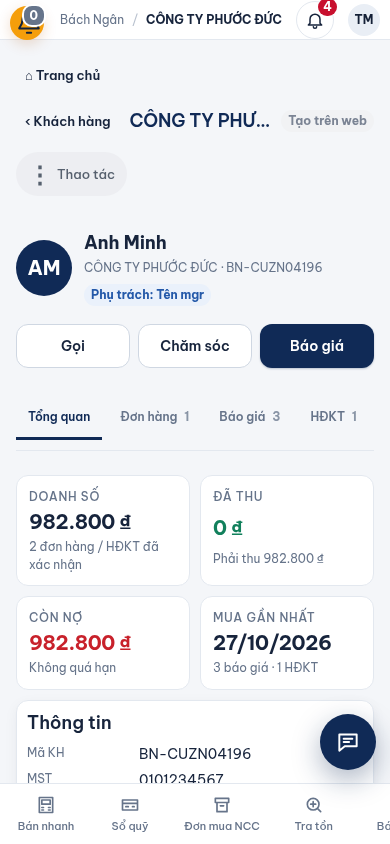 0
Bách Ngân / CÔNG TY PHƯỚC ĐỨC
4
TM
⌂ Trang chủ
‹ Khách hàng
CÔNG TY PHƯ...
Tạo trên web
⋮ Thao tác
AM
Anh Minh
CÔNG TY PHƯỚC ĐỨC · BN-CUZN04196
Phụ trách: Tên mgr
Gọi
Chăm sóc
Báo giá
Tổng quan
Đơn hàng 1
Báo giá 3
HĐKT 1
DOANH SỐ
982.800 ₫
2 đơn hàng / HĐKT đã
xác nhận
ĐÃ THU
0 ₫
Phải thu 982.800 ₫
CÒN NỢ
982.800 ₫
Không quá hạn
MUA GẦN NHẤT
27/10/2026
3 báo giá · 1 HĐKT
Thông tin
Mã KH BN-CUZN04196
MST 0101234567
Bán nhanh
Sổ quỹ
Đơn mua NCC
Tra tồn